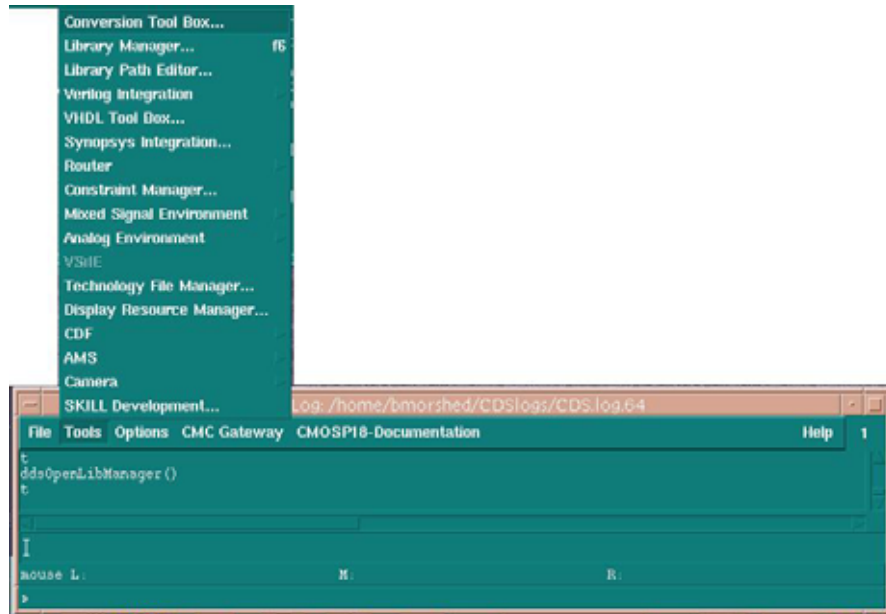 Conversion Tool Box...
Library Manager... f6
Library Path Editor...
Verilog Integration
VHDL Tool Box...
Synopsys Integration...
Router
Constraint Manager...
Mixed Signal Environment
Analog Environment
VSdE
Technology File Manager...
Display Resource Manager...
CDF
AMS
Camera
SKILL Development...
Log: /home/bmorshed/CDSlogs/CDS.log.64
File Tools Options CMC Gateway CMOSP18-Documentation Help 1
t
ddsOpenLibManager()
t
mouse L: M: R:
>